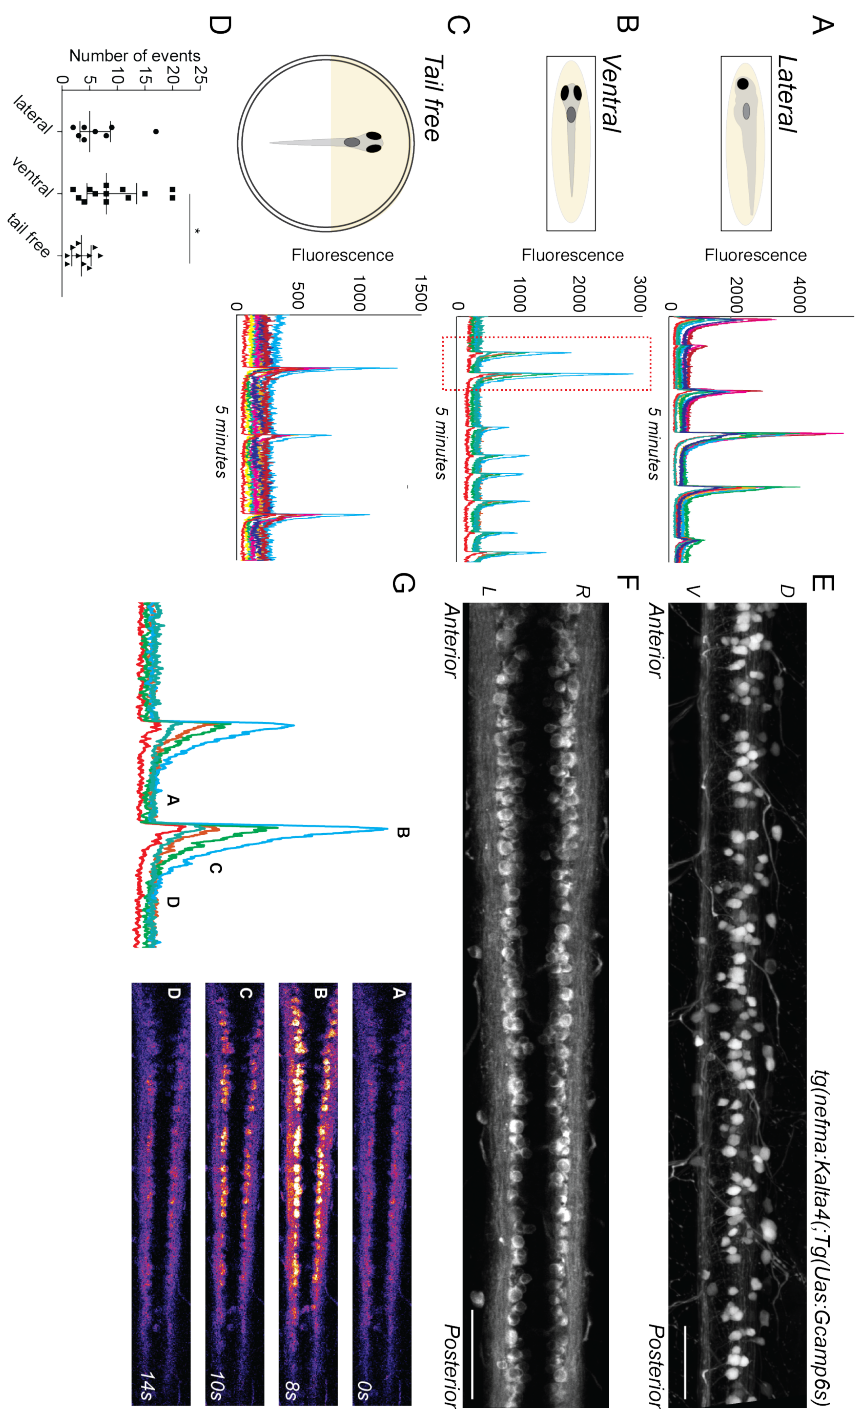 A
Lateral
Fluorescence
0
2000
4000
5 minutes
B
Ventral
Fluorescence
0
1000
2000
3000
5 minutes
C
Tail free
Fluorescence
0
500
1000
1500
5 minutes
D
Number of events
0
5
10
15
20
25
lateral
ventral
tail free
*
E
tg(nefma:Kalta4(;Tg(Uas:Gcamp6s)
D
V
Anterior
Posterior
F
R
L
Anterior
Posterior
G
A
B
C
D
A
0s
B
8s
C
10s
D
14s